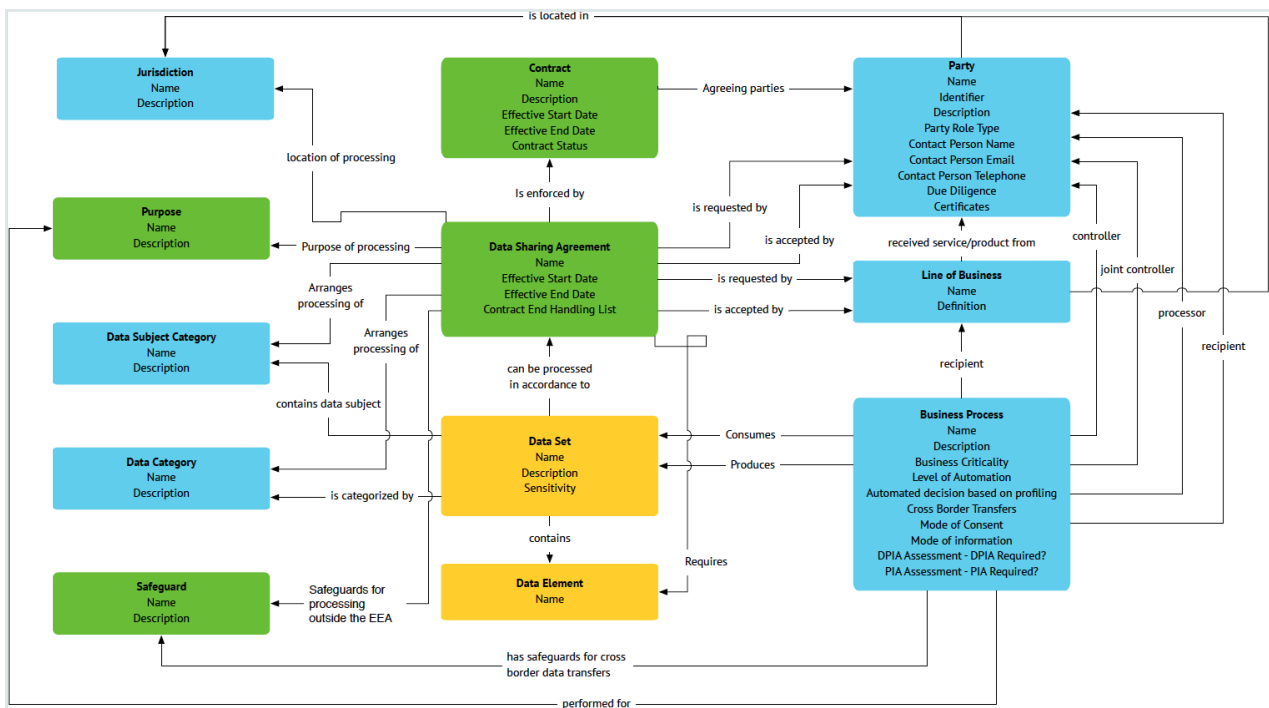 is located in
Jurisdiction
Name
Description
Contract
Name
Description
Effective Start Date
Effective End Date
Contract Status
Agreeing parties
Party
Name
Identifier
Description
Party Role Type
Contact Person Name
Contact Person Email
Contact Person Telephone
Due Diligence
Certificates
location of processing
Is enforced by
is requested by
Purpose
Name
Description
Purpose of processing
Data Sharing Agreement
Name
Effective Start Date
Effective End Date
Contract End Handling List
is accepted by
received service/product from
controller
is requested by
Line of Business
Name
Definition
joint controller
Arranges
processing of
is accepted by
processor
Data Subject Category
Name
Description
Arranges
processing of
recipient
can be processed
in accordance to
recipient
contains data subject
Data Set
Name
Description
Sensitivity
Consumes
Produces
Business Process
Name
Description
Business Criticality
Level of Automation
Automated decision based on profiling
Cross Border Transfers
Mode of Consent
Mode of information
DPIA Assessment - DPIA Required?
PIA Assessment - PIA Required?
Data Category
Name
Description
is categorized by
contains
Requires
Safeguard
Name
Description
Safeguards for
processing
outside the EEA
Data Element
Name
has safeguards for cross
border data transfers
performed for